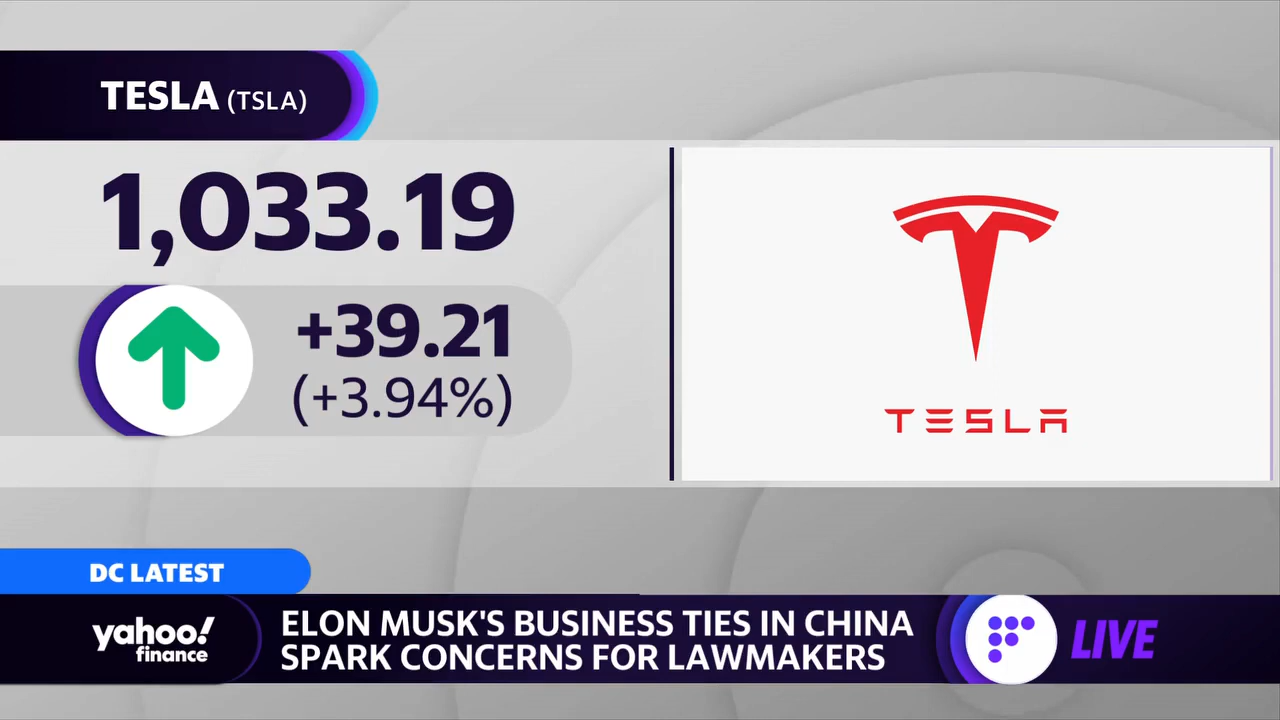 TESLA (TSLA)
1,033.19
+39.21
(+3.94%)
TESLA
DC LATEST
yahoo!
finance
ELON MUSK'S BUSINESS TIES IN CHINA
SPARK CONCERNS FOR LAWMAKERS
LIVE